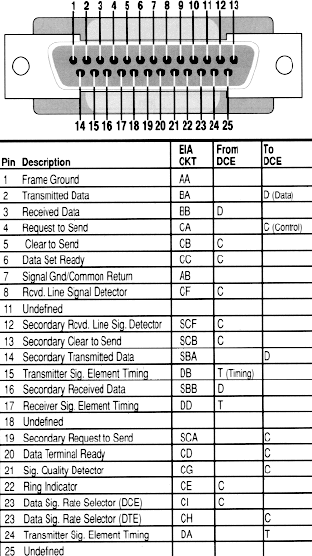 1 2 3 4 5 6 7 8 9 10 11 12 13
14 15 16 17 18 19 20 21 22 23 24 25
EIA From To
Pin Description CKT DCE DCE
1 Frame Ground AA
2 Transmitted Data BA D (Data)
3 Received Data BB D
4 Request to Send CA C (Control)
5 Clear to Send CB C
6 Data Set Ready CC C
7 Signal Gnd/Common Return AB
8 Rcvd. Line Signal Detector CF C
11 Undefined
12 Secondary Rcvd. Line Sig. Detector SCF C
13 Secondary Clear to Send SCB C
14 Secondary Transmitted Data SBA D
15 Transmitter Sig. Element Timing DB T (Timing)
16 Secondary Received Data SBB D
17 Receiver Sig. Element Timing DD T
18 Undefined
19 Secondary Request to Send SCA C
20 Data Terminal Ready CD C
21 Sig. Quality Detector CG C
22 Ring Indicator CE C
23 Data Sig. Rate Selector (DCE) CI C
23 Data Sig. Rate Selector (DTE) CH C
24 Transmitter Sig. Element Timing DA T
25 Undefined